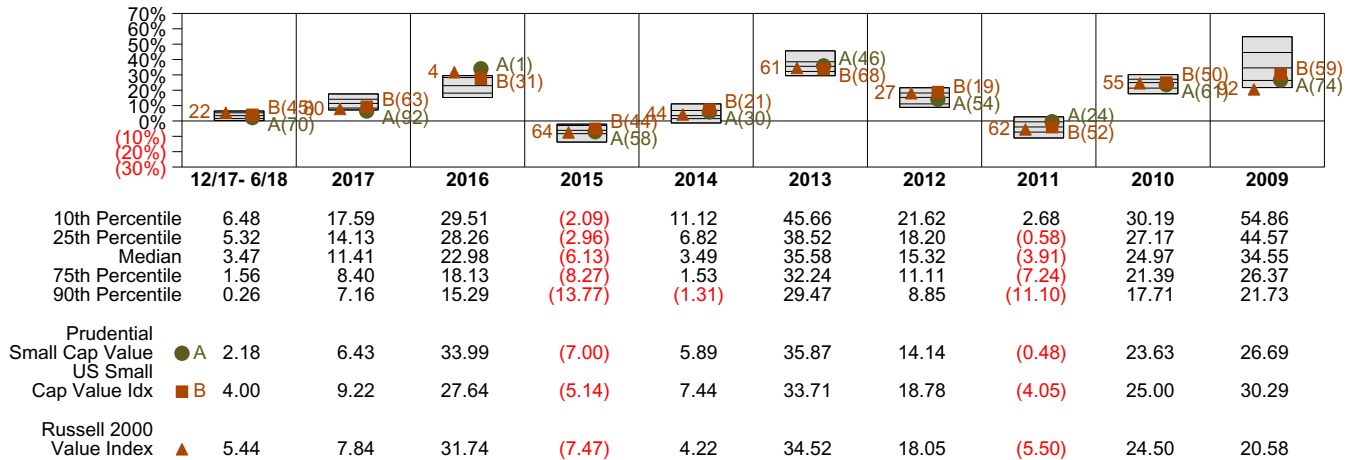 70%
60%
50%
40%
30%
20%
10%
0%
(10%)
(20%)
(30%)
22 B(45) A(70)
80 B(63) A(92)
4 A(1) B(31)
64 B(44) A(58)
44 B(21) A(30)
61 A(46) B(68)
27 B(19) A(54)
62 A(24) B(52)
55 B(50) A(61)
92 B(59) A(74)
12/17- 6/18 2017 2016 2015 2014 2013 2012 2011 2010 2009
10th Percentile 6.48 17.59 29.51 (2.09) 11.12 45.66 21.62 2.68 30.19 54.86
25th Percentile 5.32 14.13 28.26 (2.96) 6.82 38.52 18.20 (0.58) 27.17 44.57
Median 3.47 11.41 22.98 (6.13) 3.49 35.58 15.32 (3.91) 24.97 34.55
75th Percentile 1.56 8.40 18.13 (8.27) 1.53 32.24 11.11 (7.24) 21.39 26.37
90th Percentile 0.26 7.16 15.29 (13.77) (1.31) 29.47 8.85 (11.10) 17.71 21.73
Prudential
Small Cap Value A 2.18 6.43 33.99 (7.00) 5.89 35.87 14.14 (0.48) 23.63 26.69
US Small
Cap Value Idx B 4.00 9.22 27.64 (5.14) 7.44 33.71 18.78 (4.05) 25.00 30.29
Russell 2000
Value Index 5.44 7.84 31.74 (7.47) 4.22 34.52 18.05 (5.50) 24.50 20.58